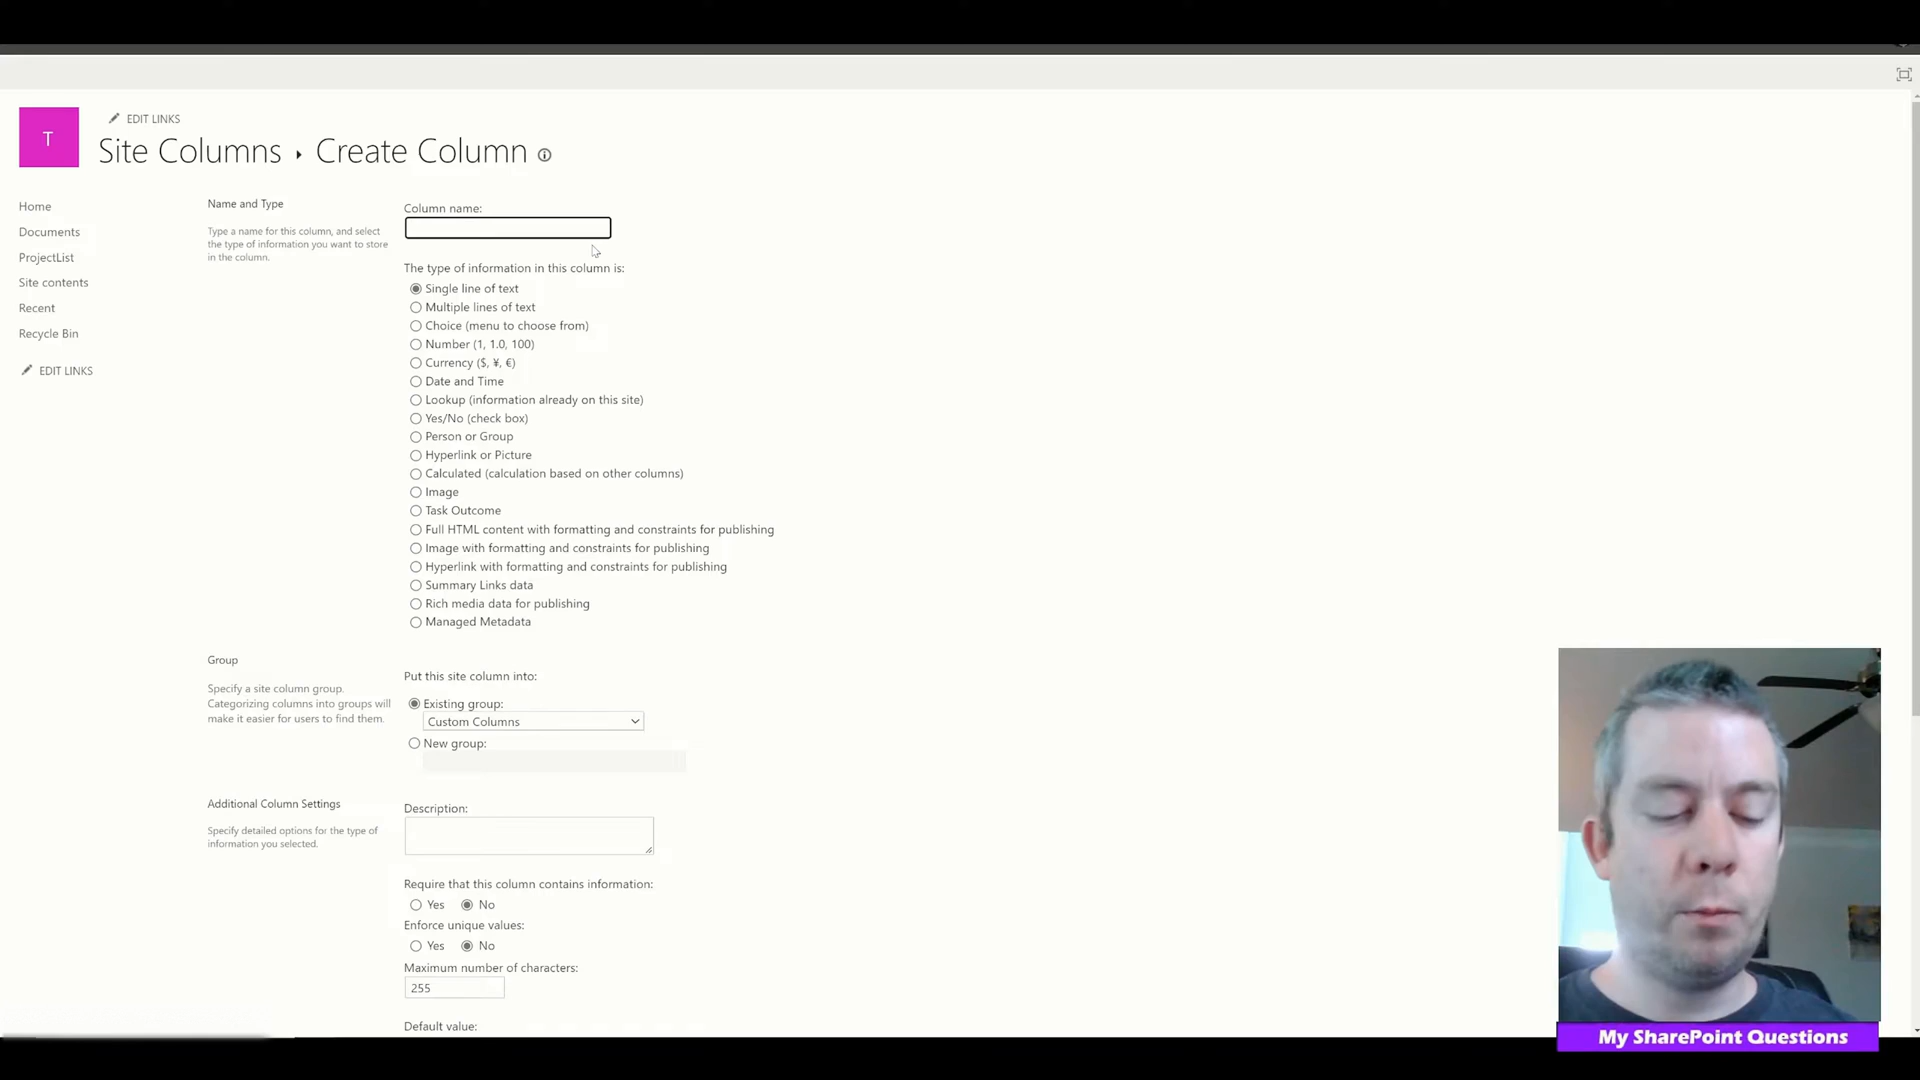 T
EDIT LINKS
Site Columns ▸ Create Column
Home
Documents
ProjectList
Site contents
Recent
Recycle Bin
EDIT LINKS
Name and Type
Type a name for this column, and select
the type of information you want to store
in the column.
Column name:
The type of information in this column is:
Single line of text
Multiple lines of text
Choice (menu to choose from)
Number (1, 1.0, 100)
Currency ($, ¥, €)
Date and Time
Lookup (information already on this site)
Yes/No (check box)
Person or Group
Hyperlink or Picture
Calculated (calculation based on other columns)
Image
Task Outcome
Full HTML content with formatting and constraints for publishing
Image with formatting and constraints for publishing
Hyperlink with formatting and constraints for publishing
Summary Links data
Rich media data for publishing
Managed Metadata
Group
Specify a site column group.
Categorizing columns into groups will
make it easier for users to find them.
Put this site column into:
Existing group:
Custom Columns
New group:
Additional Column Settings
Specify detailed options for the type of
information you selected.
Description:
Require that this column contains information:
Yes No
Enforce unique values:
Yes No
Maximum number of characters:
255
Default value:
My SharePoint Questions